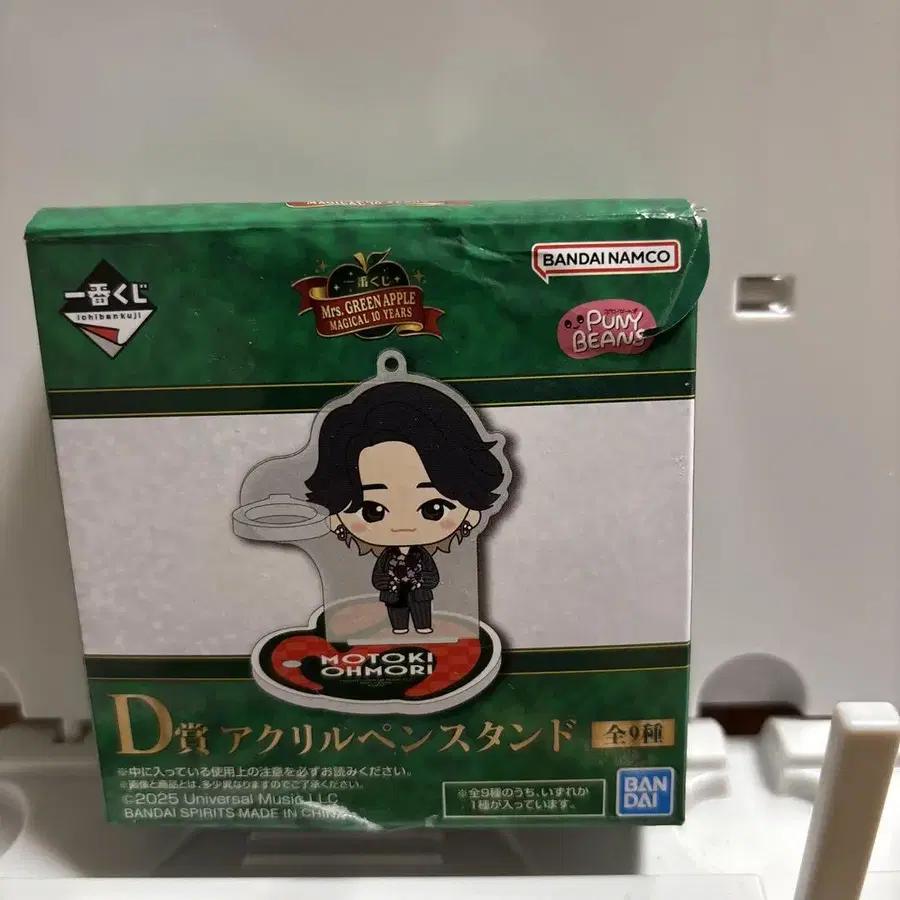 一番くじ
ichibankuji
一番くじ
Mrs. GREEN APPLE
MAGICAL 10 YEARS
BANDAI NAMCO
PUNY
BEANS
MOTOKI
OHMORI
D賞 アクリルペンスタンド 全9種
※中に入っている使用上の注意を必ずお読みください。
※画像と商品とは、多少異なりますのでご了承ください。
©2025 Universal Music LLC
BANDAI SPIRITS MADE IN CHINA
※全9種のうち、いずれか
1種が入っています。
BAN
DAI